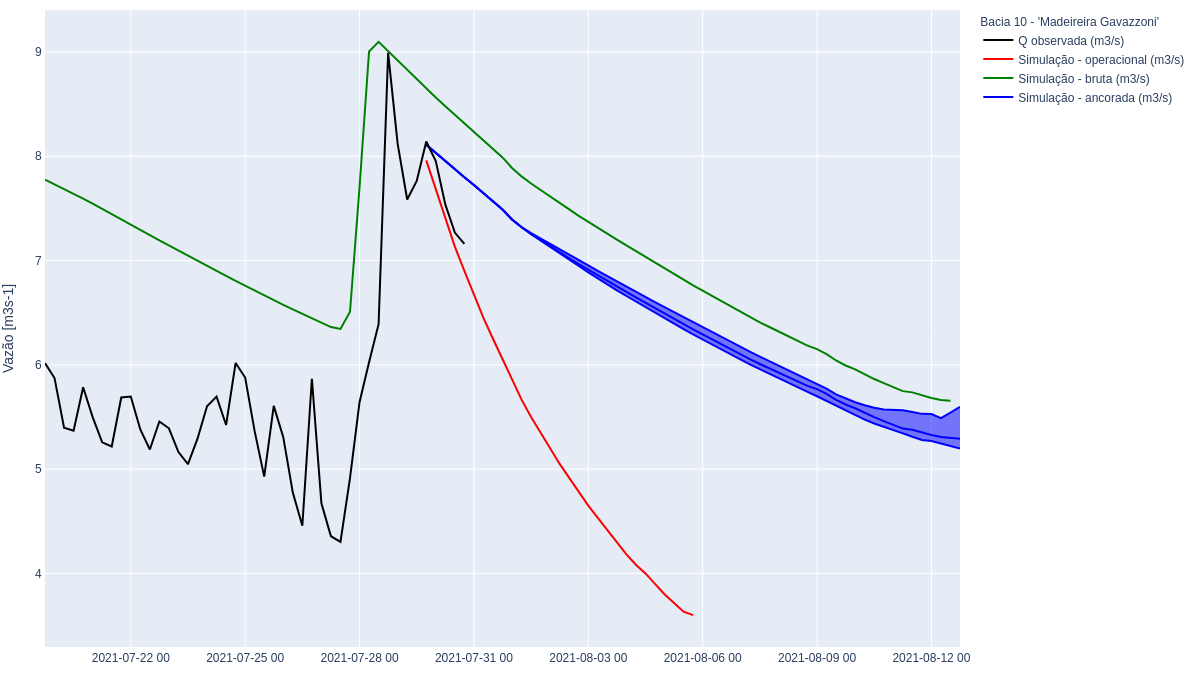 Bacia 10 - 'Madeireira Gavazzoni'
Q observada (m3/s)
Simulação - operacional (m3/s)
Simulação - bruta (m3/s)
Simulação - ancorada (m3/s)
Vazão [m3s-1]
9
8
7
6
5
4
2021-07-22 00
2021-07-25 00
2021-07-28 00
2021-07-31 00
2021-08-03 00
2021-08-06 00
2021-08-09 00
2021-08-12 00